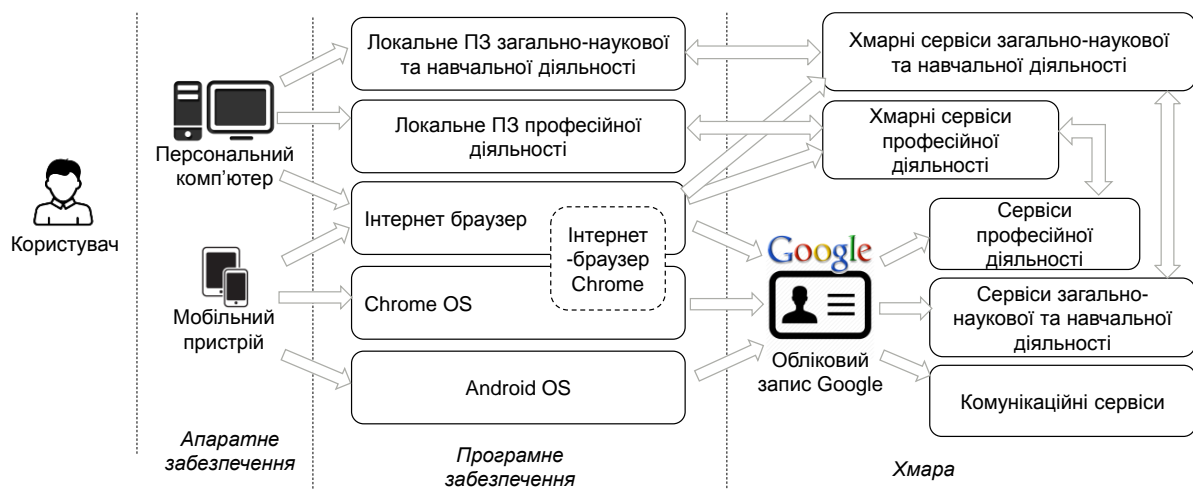 Користувач
Персональний
комп’ютер
Мобільний
пристрій
Апаратне
забезпечення
Локальне ПЗ загально-наукової
та навчальної діяльності
Локальне ПЗ професійної
діяльності
Інтернет браузер
Інтернет
-браузер
Chrome
Chrome OS
Android OS
Програмне
забезпечення
Хмарні сервіси загально-наукової
та навчальної діяльності
Хмарні сервіси
професійної
діяльності
Google
Обліковий
запис Google
Сервіси
професійної
діяльності
Сервіси загально-
наукової та навчальної
діяльності
Комунікаційні сервіси
Хмара